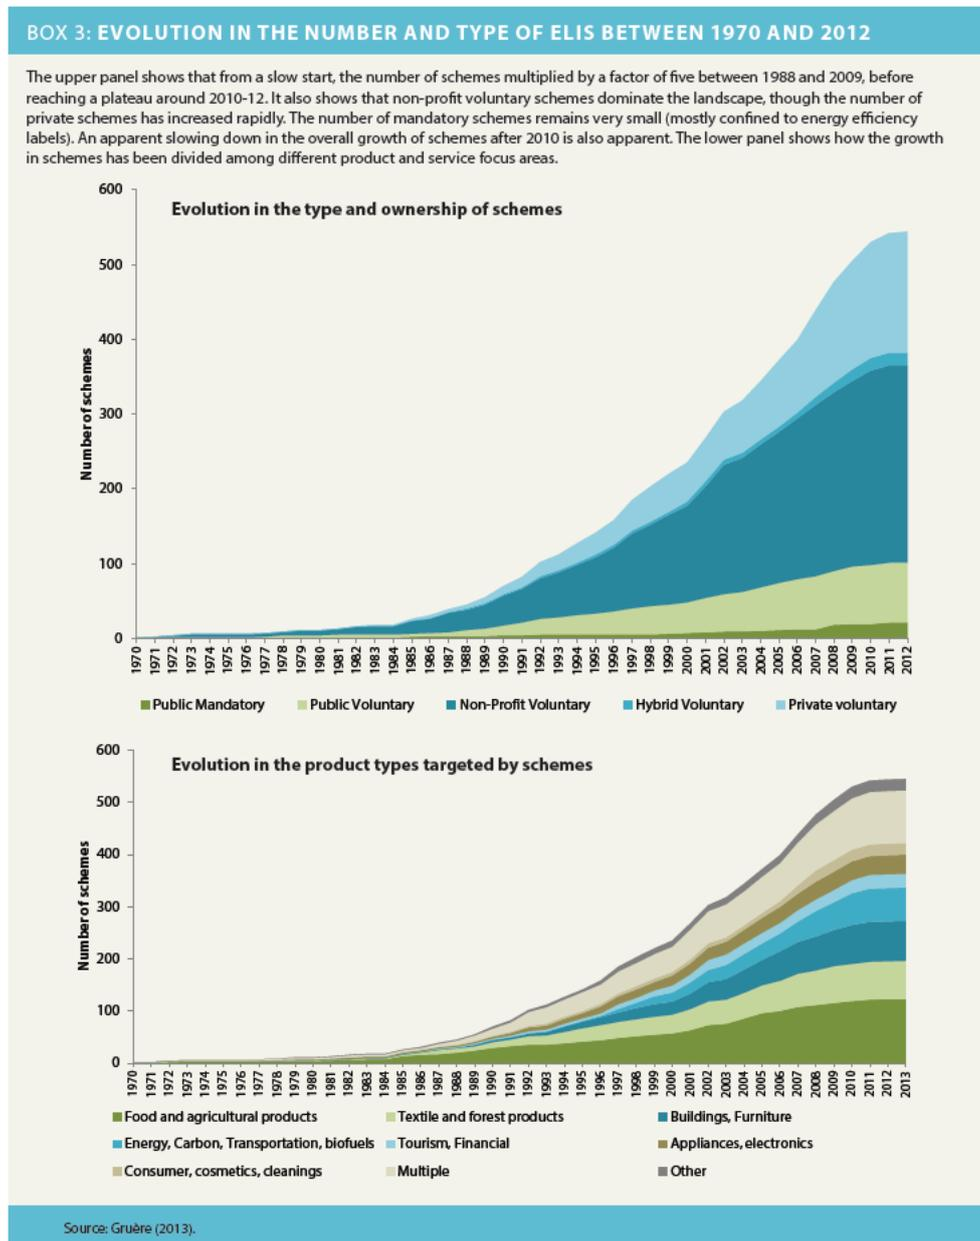 BOX 3: EVOLUTION IN THE NUMBER AND TYPE OF ELIS BETWEEN 1970 AND 2012
The upper panel shows that from a slow start, the number of schemes multiplied by a factor of five between 1988 and 2009, before
reaching a plateau around 2010-12. It also shows that non-profit voluntary schemes dominate the landscape, though the number of
private schemes has increased rapidly. The number of mandatory schemes remains very small (mostly confined to energy efficiency
labels). An apparent slowing down in the overall growth of schemes after 2010 is also apparent. The lower panel shows how the growth
in schemes has been divided among different product and service focus areas.
Evolution in the type and ownership of schemes
Number of schemes
600
500
400
300
200
100
0
1970 1971 1972 1973 1974 1975 1976 1977 1978 1979 1980 1981 1982 1983 1984 1985 1986 1987 1988 1989 1990 1991 1992 1993 1994 1995 1996 1997 1998 1999 2000 2001 2002 2003 2004 2005 2006 2007 2008 2009 2010 2011 2012
Public Mandatory Public Voluntary Non-Profit Voluntary Hybrid Voluntary Private voluntary
Evolution in the product types targeted by schemes
Number of schemes
600
500
400
300
200
100
0
1970 1971 1972 1973 1974 1975 1976 1977 1978 1979 1980 1981 1982 1983 1984 1985 1986 1987 1988 1989 1990 1991 1992 1993 1994 1995 1996 1997 1998 1999 2000 2001 2002 2003 2004 2005 2006 2007 2008 2009 2010 2011 2012 2013
Food and agricultural products Textile and forest products Buildings, Furniture
Energy, Carbon, Transportation, biofuels Tourism, Financial Appliances, electronics
Consumer, cosmetics, cleanings Multiple Other
Source: Gruère (2013).